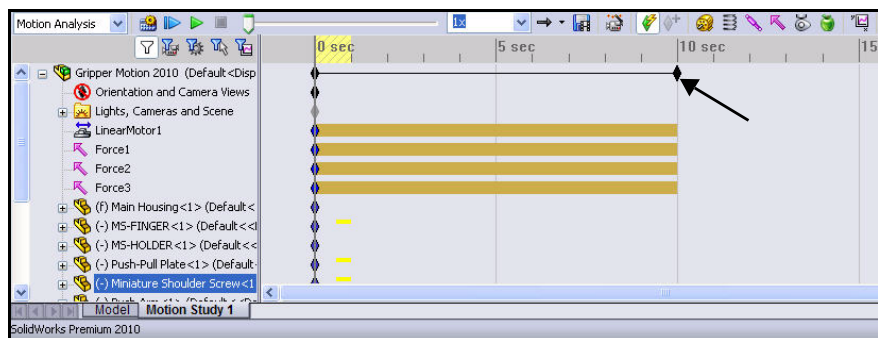 Motion Analysis 1x
0 sec 5 sec 10 sec 15
Gripper Motion 2010 (Default<Disp
Orientation and Camera Views
Lights, Cameras and Scene
LinearMotor1
Force1
Force2
Force3
(f) Main Housing<1> (Default<
(-) MS-FINGER<1> (Default<<
(-) MS-HOLDER<1> (Default<<
(-) Push-Pull Plate<1> (Default
(-) Miniature Shoulder Screw<1
Model Motion Study 1
SolidWorks Premium 2010